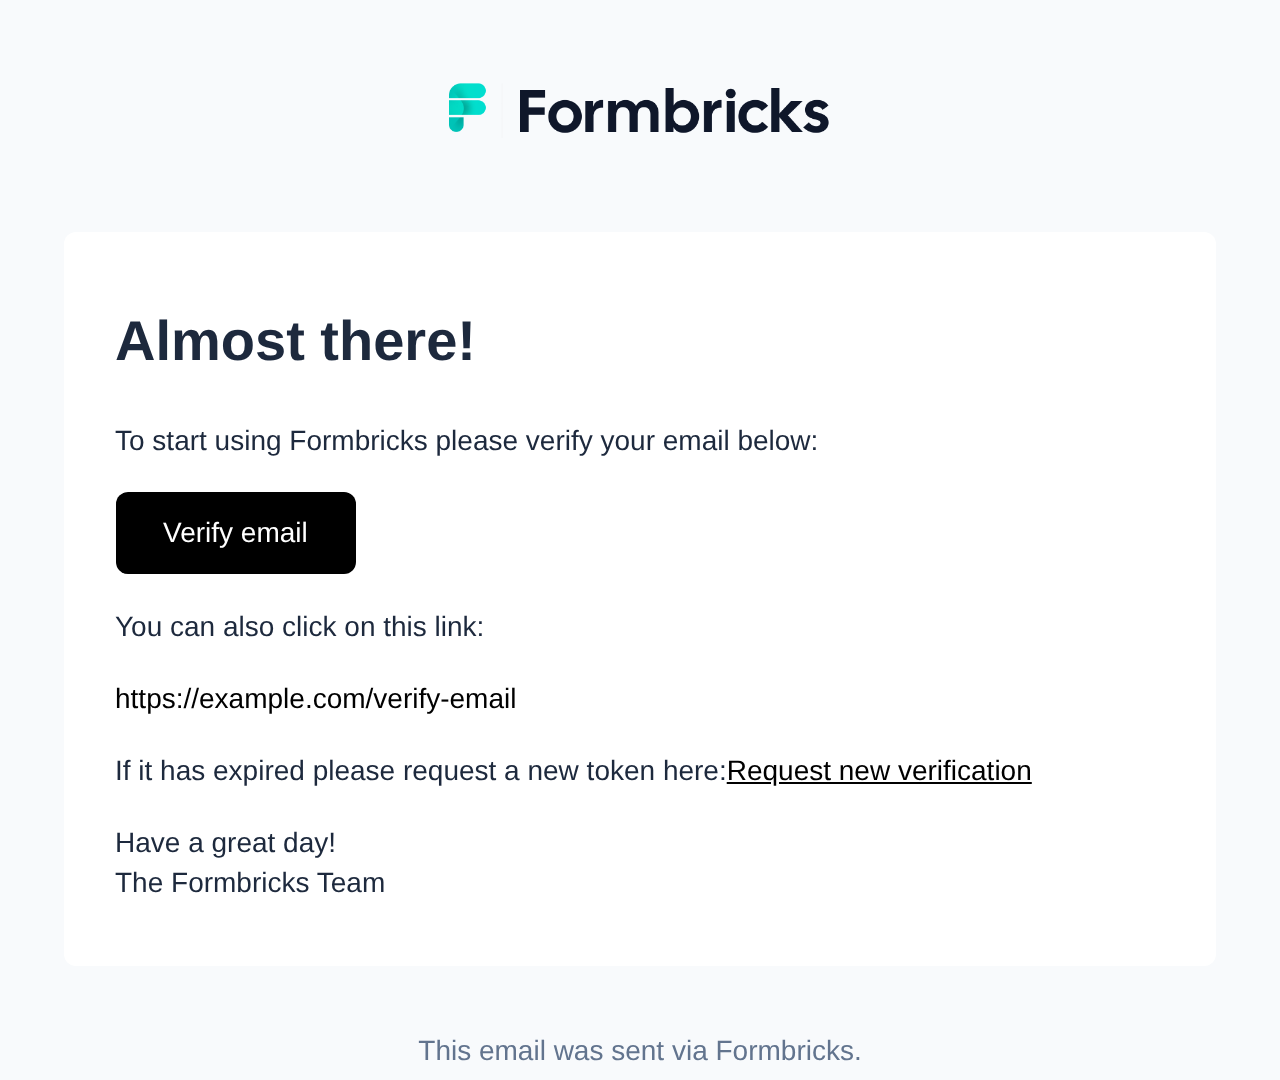 Formbricks
Almost there!
To start using Formbricks please verify your email below:
Verify email
You can also click on this link:
https://example.com/verify-email
If it has expired please request a new token here:Request new verification
Have a great day!
The Formbricks Team
This email was sent via Formbricks.